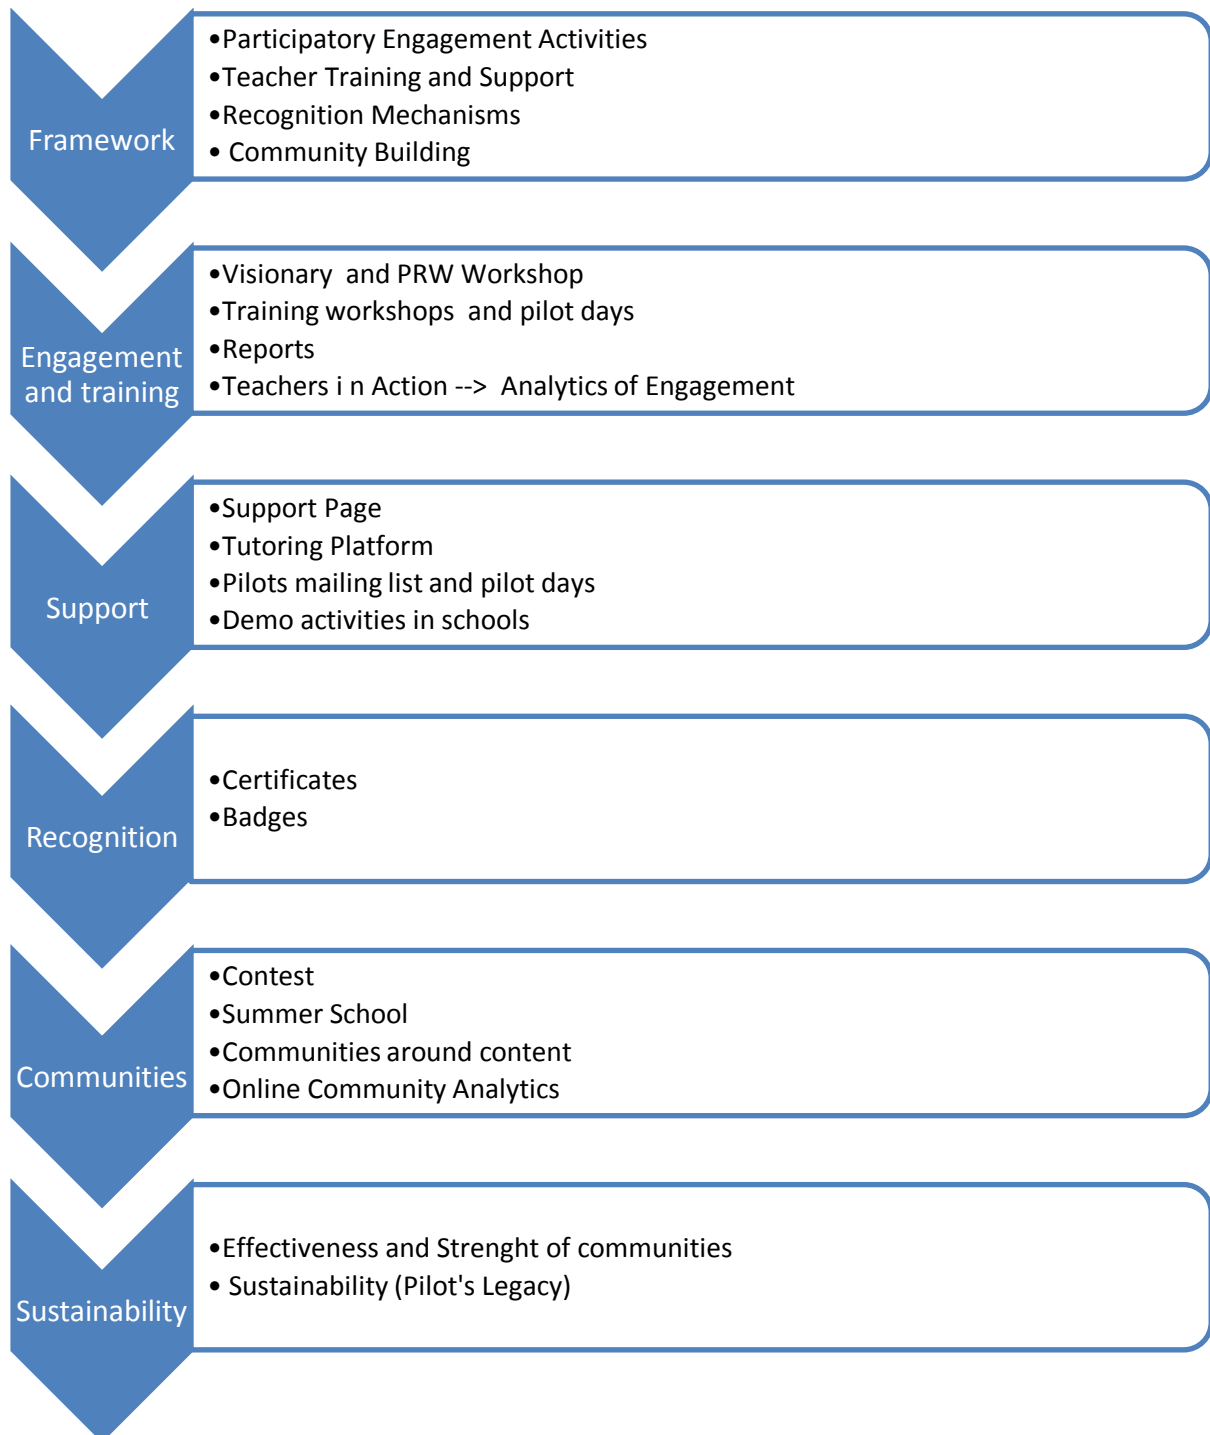 Framework
•Participatory Engagement Activities
•Teacher Training and Support
•Recognition Mechanisms
• Community Building
Engagement
and training
•Visionary  and PRW Workshop
•Training workshops  and pilot days
•Reports
•Teachers i n Action -->  Analytics of Engagement
Support
•Support Page
•Tutoring Platform
•Pilots mailing list and pilot days
•Demo activities in schools
Recognition
•Certificates
•Badges
Communities
•Contest
•Summer School
•Communities around content
•Online Community Analytics
Sustainability
•Effectiveness and Strenght of communities
• Sustainability (Pilot's Legacy)